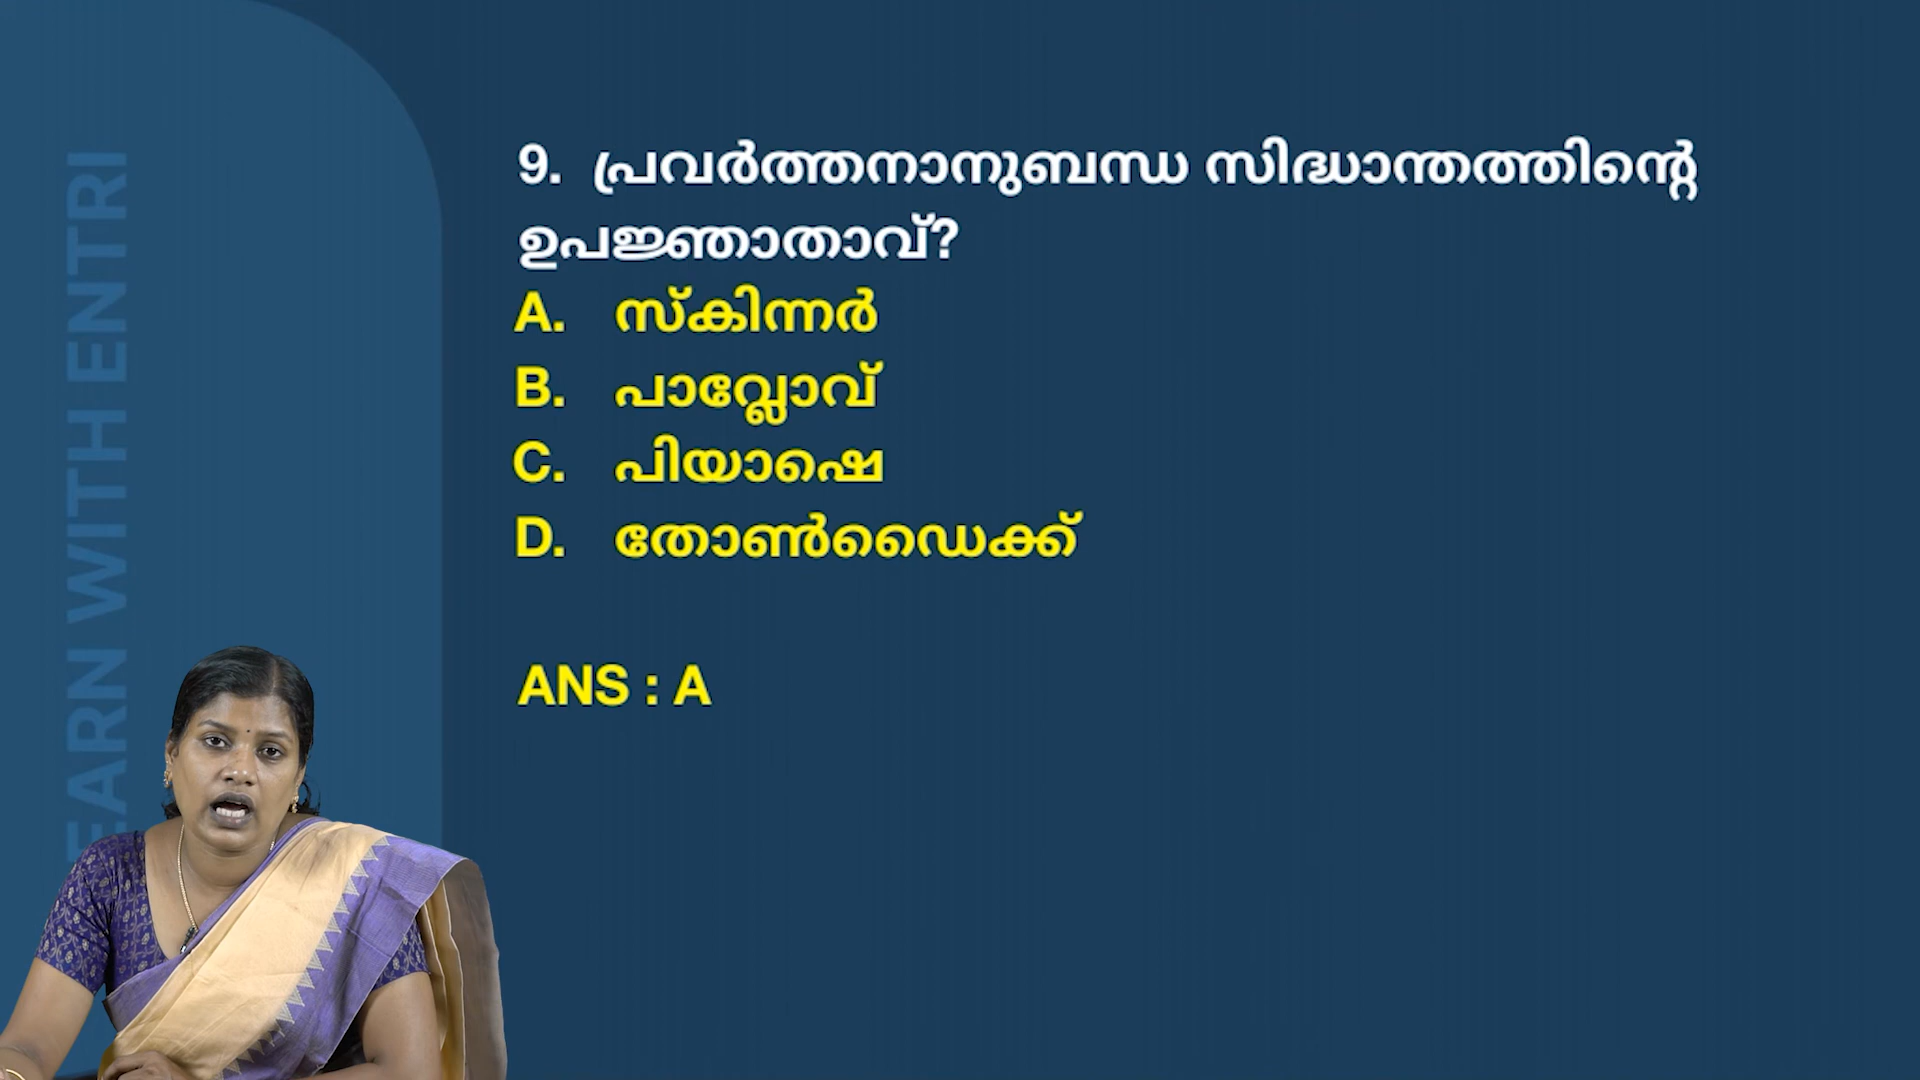 EARN WITH ENTRI
9. പ്രവർത്തനാനുബന്ധ സിദ്ധാന്തത്തിന്റെ
ഉപജ്ഞാതാവ്?
A. സ്കിന്നർ
B. പാവ്ലോവ്
C. പിയാഷെ
D. തോൺഡൈക്ക്
ANS : A